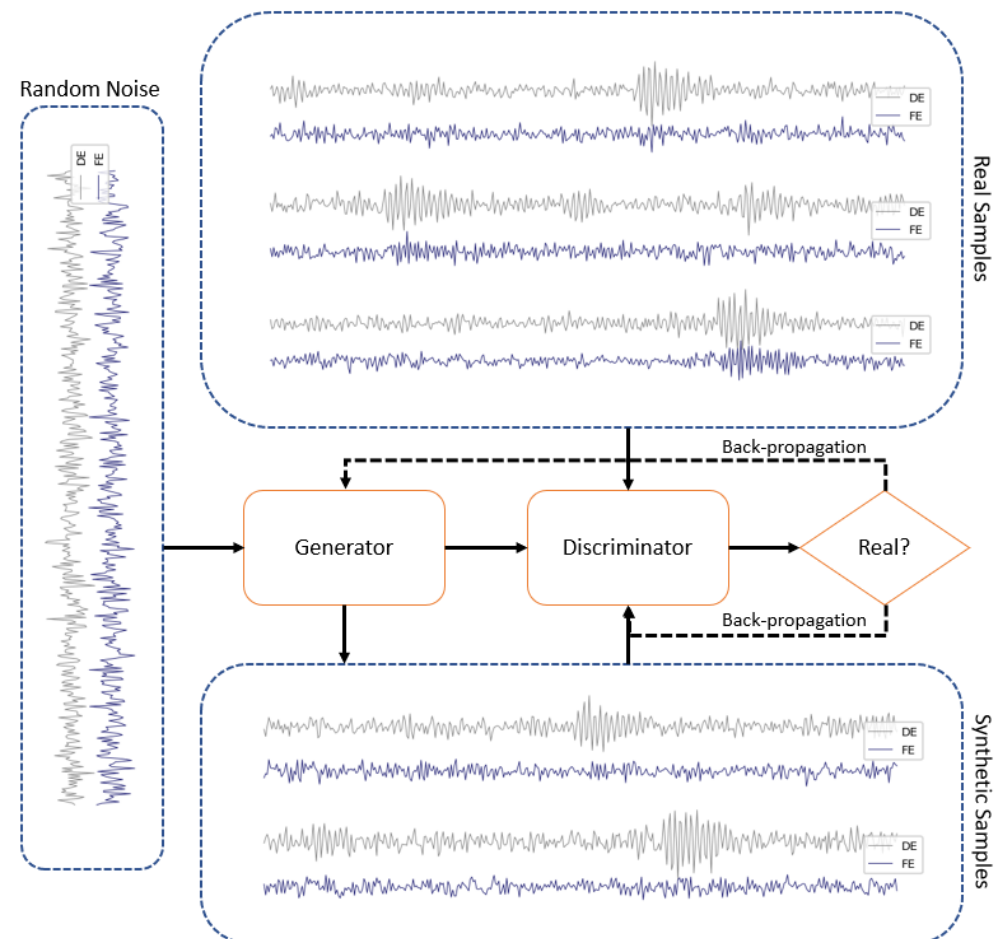 Random Noise
DE
FE
DE
FE
DE
FE
DE
FE
Real Samples
Back-propagation
Generator
Discriminator
Real?
Back-propagation
DE
FE
DE
FE
Synthetic Samples